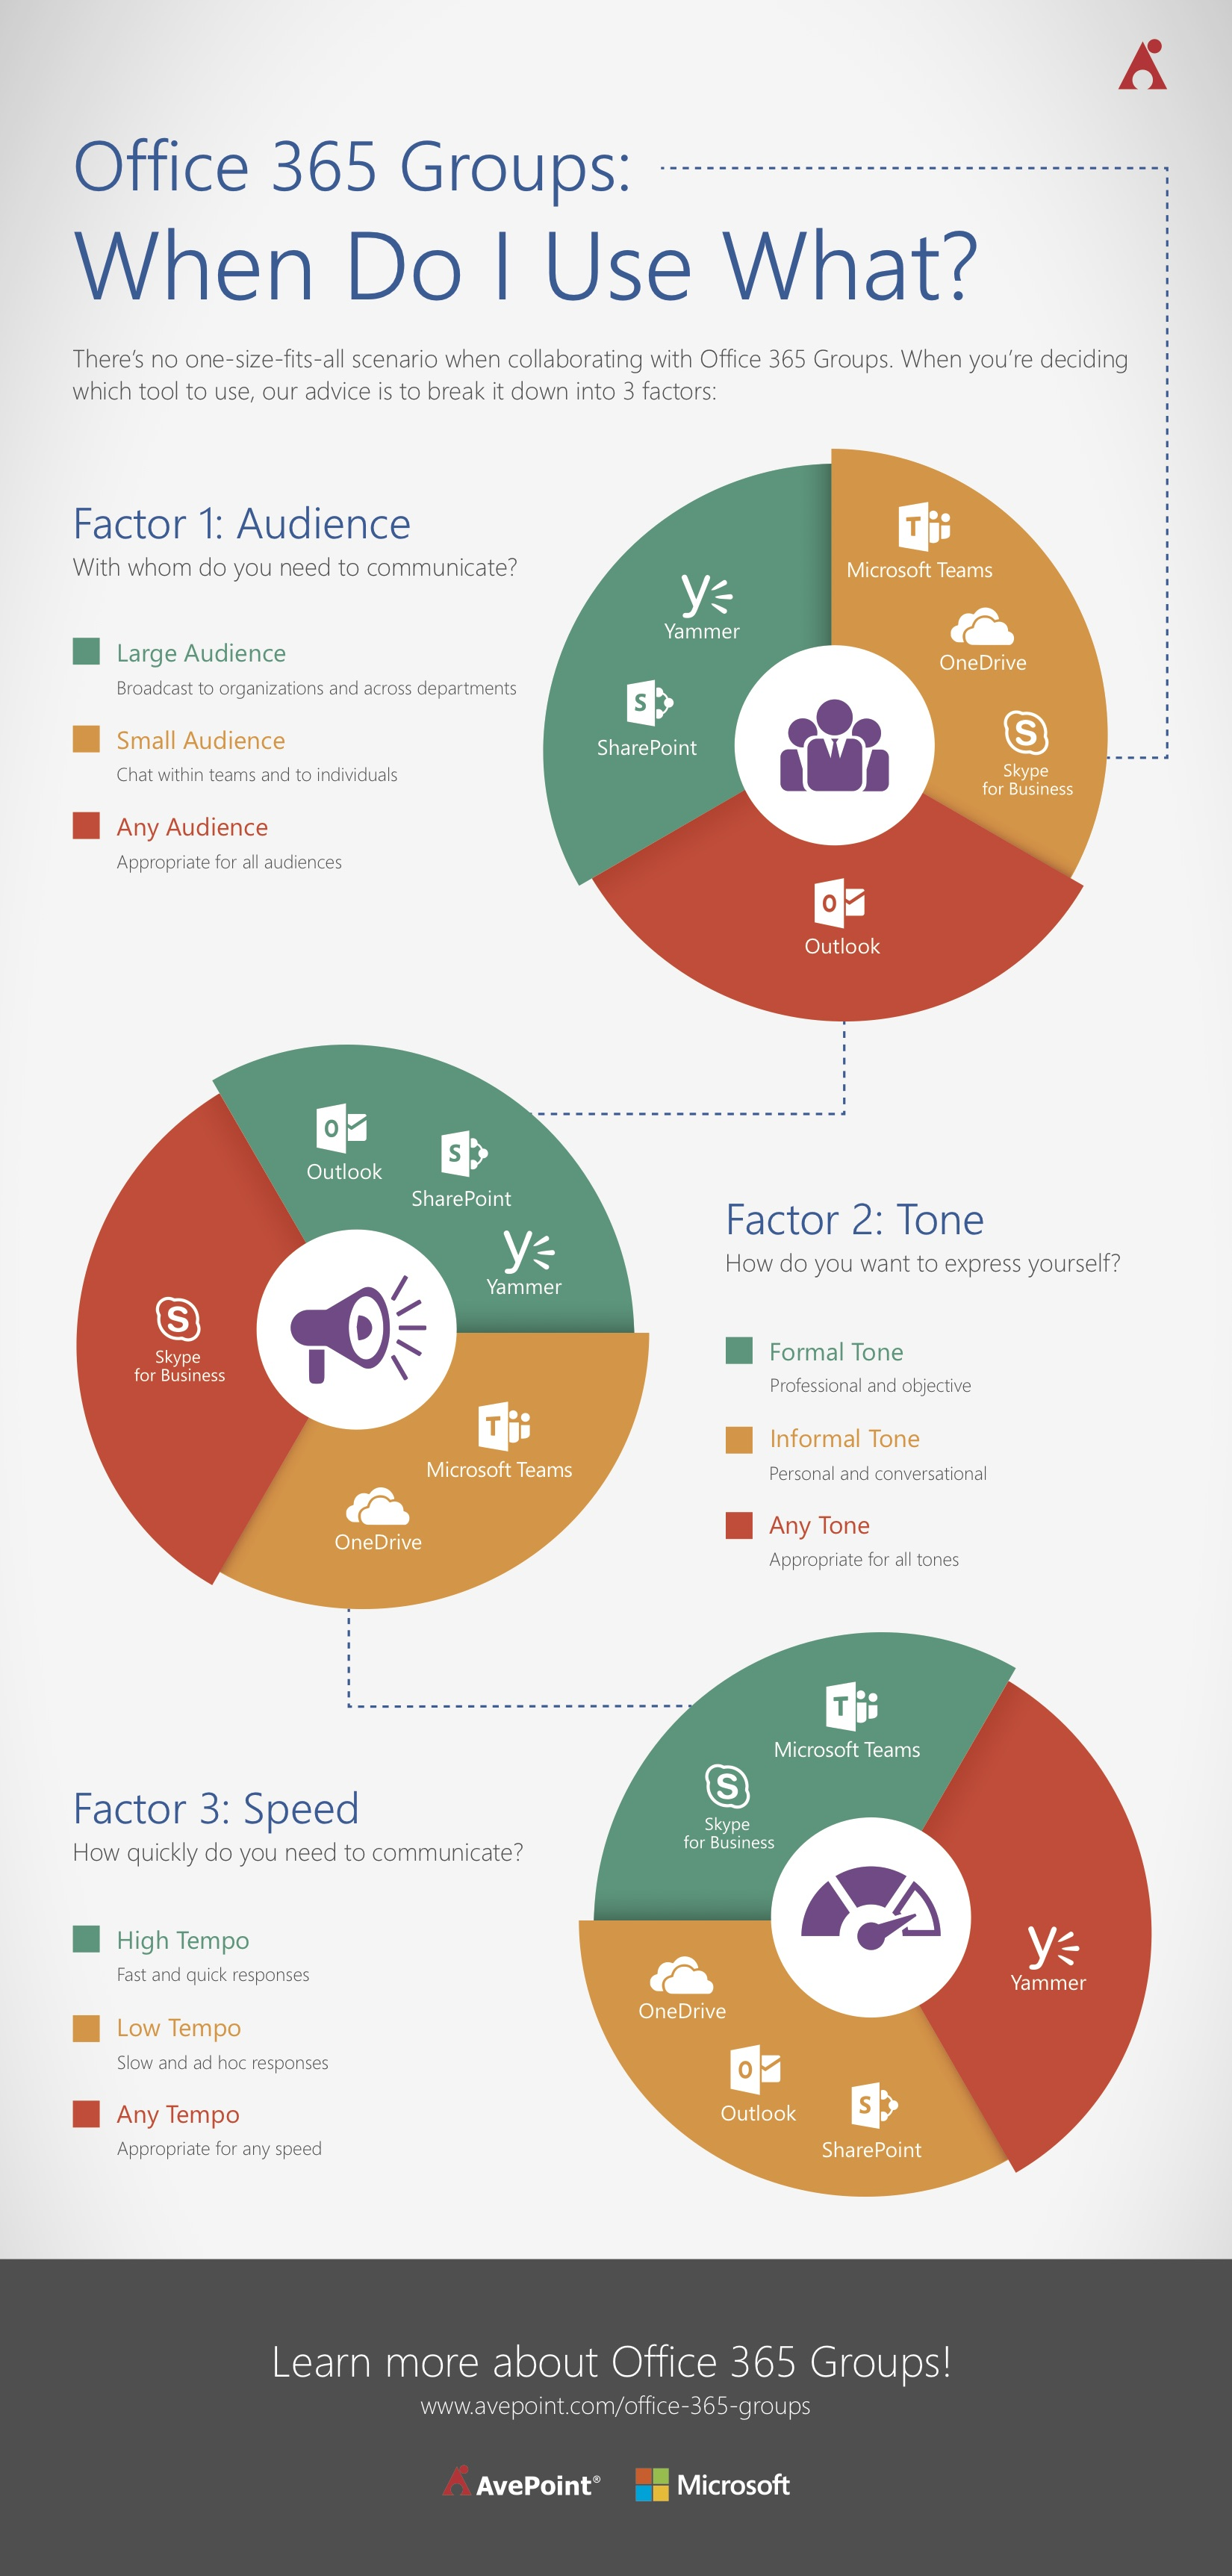 Office 365 Groups:
When Do I Use What?
There's no one-size-fits-all scenario when collaborating with Office 365 Groups. When you're deciding
which tool to use, our advice is to break it down into 3 factors:
Factor 1: Audience
With whom do you need to communicate?
Large Audience
Broadcast to organizations and across departments
Small Audience
Chat within teams and to individuals
Any Audience
Appropriate for all audiences
Microsoft Teams
OneDrive
Skype
for Business
Yammer
SharePoint
Outlook
Outlook
SharePoint
Yammer
Skype
for Business
Microsoft Teams
OneDrive
Factor 2: Tone
How do you want to express yourself?
Formal Tone
Professional and objective
Informal Tone
Personal and conversational
Any Tone
Appropriate for all tones
Factor 3: Speed
How quickly do you need to communicate?
High Tempo
Fast and quick responses
Low Tempo
Slow and ad hoc responses
Any Tempo
Appropriate for any speed
Microsoft Teams
Skype
for Business
Yammer
OneDrive
Outlook
SharePoint
Learn more about Office 365 Groups!
www.avepoint.com/office-365-groups
AvePoint®
Microsoft